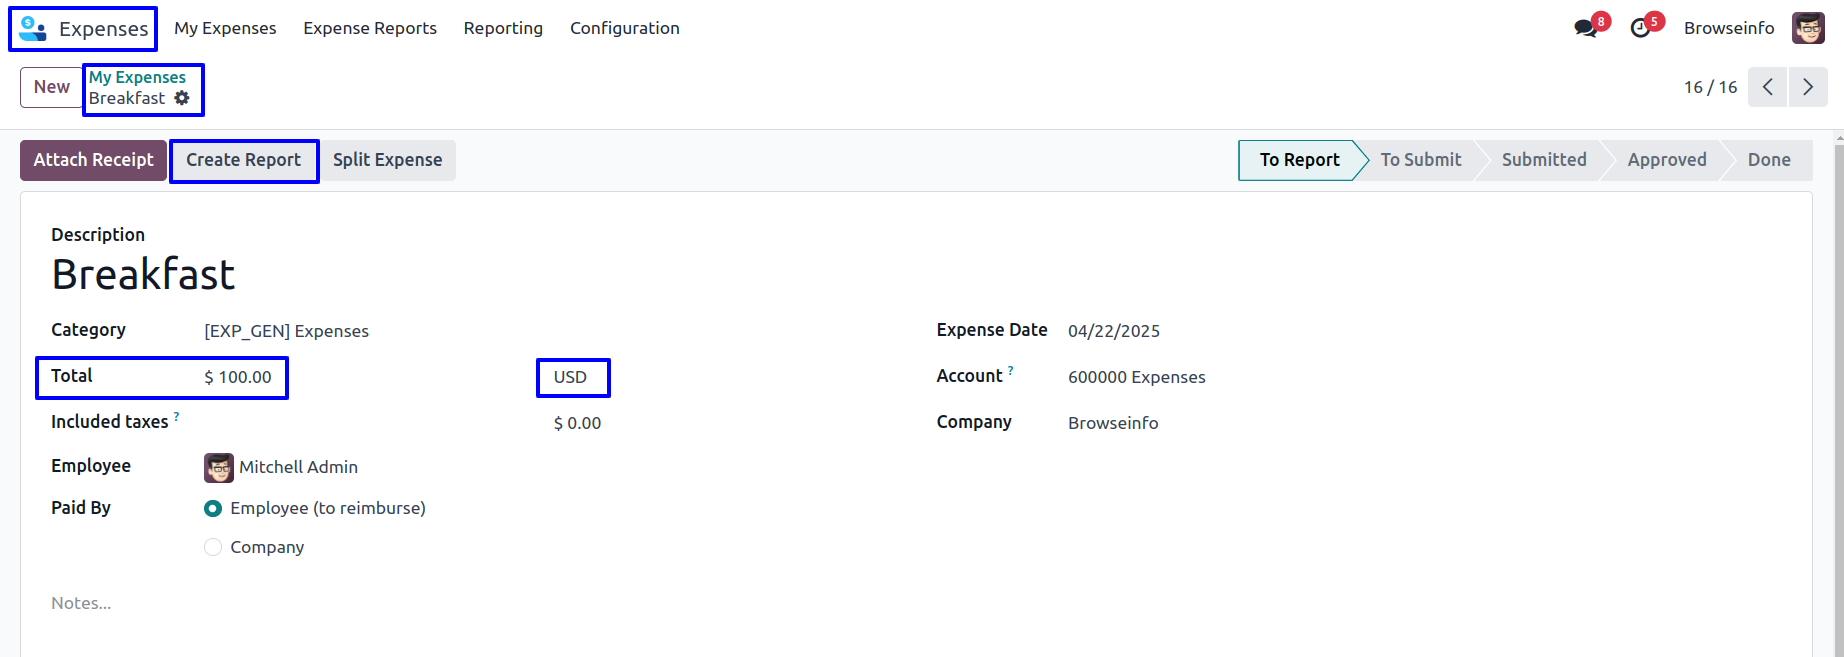 Expenses My Expenses Expense Reports Reporting Configuration 8 5 Browseinfo
New My Expenses 16 / 16
Breakfast
Attach Receipt Create Report Split Expense To Report To Submit Submitted Approved Done
Description
Breakfast
Category [EXP_GEN] Expenses Expense Date 04/22/2025
Total $ 100.00 USD Account ? 600000 Expenses
Included taxes ? $ 0.00 Company Browseinfo
Employee Mitchell Admin
Paid By Employee (to reimburse)
Company
Notes...